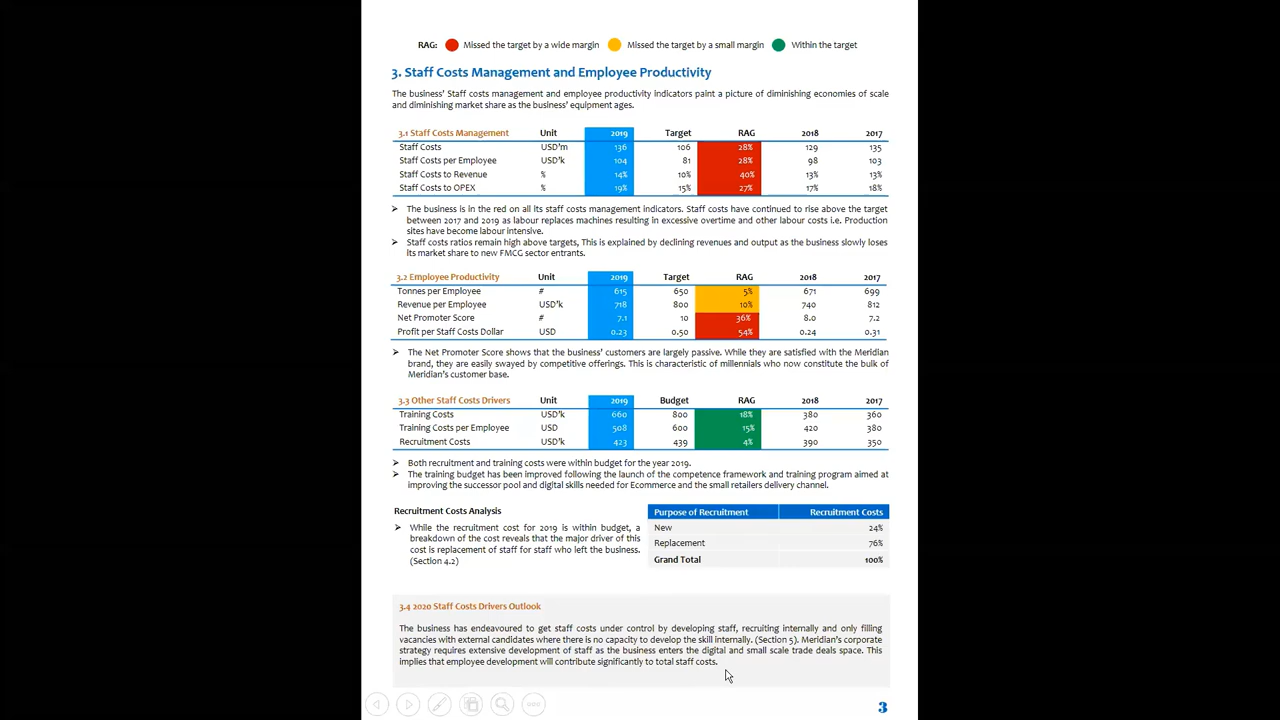 RAG: Missed the target by a wide margin Missed the target by a small margin Within the target
3. Staff Costs Management and Employee Productivity
The business' Staff costs management and employee productivity indicators paint a picture of diminishing economies of scale
and diminishing market share as the business' equipment ages.
3.1 Staff Costs Management Unit 2019 Target RAG 2018 2017
Staff Costs USD'm 136 106 28% 129 135
Staff Costs per Employee USD'k 104 81 28% 98 103
Staff Costs to Revenue % 14% 10% 40% 13% 13%
Staff Costs to OPEX % 19% 15% 27% 17% 18%
➢ The business is in the red on all its staff costs management indicators. Staff costs have continued to rise above the target
between 2017 and 2019 as labour replaces machines resulting in excessive overtime and other labour costs i.e. Production
sites have become labour intensive.
➢ Staff costs ratios remain high above targets, This is explained by declining revenues and output as the business slowly loses
its market share to new FMCG sector entrants.
3.2 Employee Productivity Unit 2019 Target RAG 2018 2017
Tonnes per Employee # 615 650 5% 671 699
Revenue per Employee USD'k 718 800 10% 740 812
Net Promoter Score # 7.1 10 36% 8.0 7.2
Profit per Staff Costs Dollar USD 0.23 0.50 54% 0.24 0.31
➢ The Net Promoter Score shows that the business' customers are largely passive. While they are satisfied with the Meridian
brand, they are easily swayed by competitive offerings. This is characteristic of millennials who now constitute the bulk of
Meridian's customer base.
3.3 Other Staff Costs Drivers Unit 2019 Budget RAG 2018 2017
Training Costs USD'k 660 800 18% 380 360
Training Costs per Employee USD 508 600 15% 420 380
Recruitment Costs USD'k 423 439 4% 390 350
➢ Both recruitment and training costs were within budget for the year 2019.
➢ The training budget has been improved following the launch of the competence framework and training program aimed at
improving the successor pool and digital skills needed for Ecommerce and the small retailers delivery channel.
Recruitment Costs Analysis
➢ While the recruitment cost for 2019 is within budget, a
breakdown of the cost reveals that the major driver of this
cost is replacement of staff for staff who left the business.
(Section 4.2)
Purpose of Recruitment Recruitment Costs
New 24%
Replacement 76%
Grand Total 100%
3.4 2020 Staff Costs Drivers Outlook
The business has endeavoured to get staff costs under control by developing staff, recruiting internally and only filling
vacancies with external candidates where there is no capacity to develop the skill internally. (Section 5). Meridian's corporate
strategy requires extensive development of staff as the business enters the digital and small scale trade deals space. This
implies that employee development will contribute significantly to total staff costs.
3